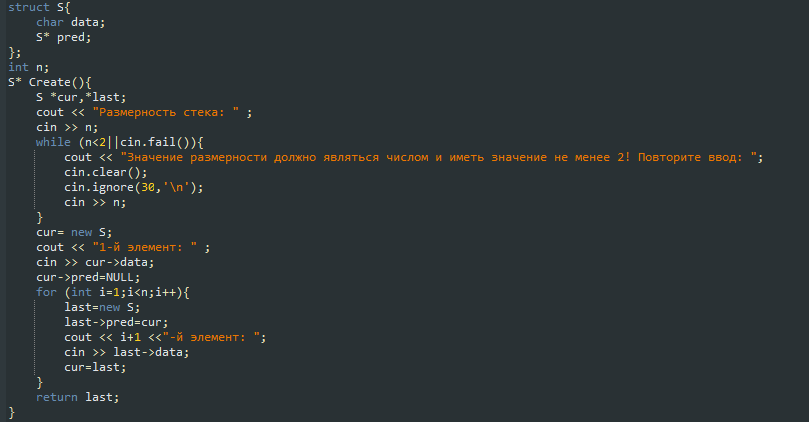 struct S{
char data;
S* pred;
};
int n;
S* Create(){
S *cur,*last;
cout << "Размерность стека: " ;
cin >> n;
while (n<2||cin.fail()){
cout << "Значение размерности должно являться числом и иметь значение не менее 2! Повторите ввод: ";
cin.clear();
cin.ignore(30,'\n');
cin >> n;
}
cur= new S;
cout << "1-й элемент: " ;
cin >> cur->data;
cur->pred=NULL;
for (int i=1;i<n;i++){
last=new S;
last->pred=cur;
cout << i+1 <<"-й элемент: ";
cin >> last->data;
cur=last;
}
return last;
}